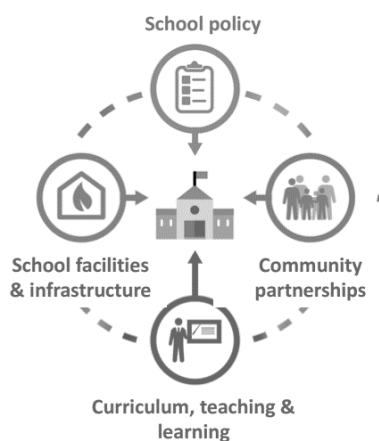 School policy
School facilities
& infrastructure
Community
partnerships
Curriculum, teaching &
learning